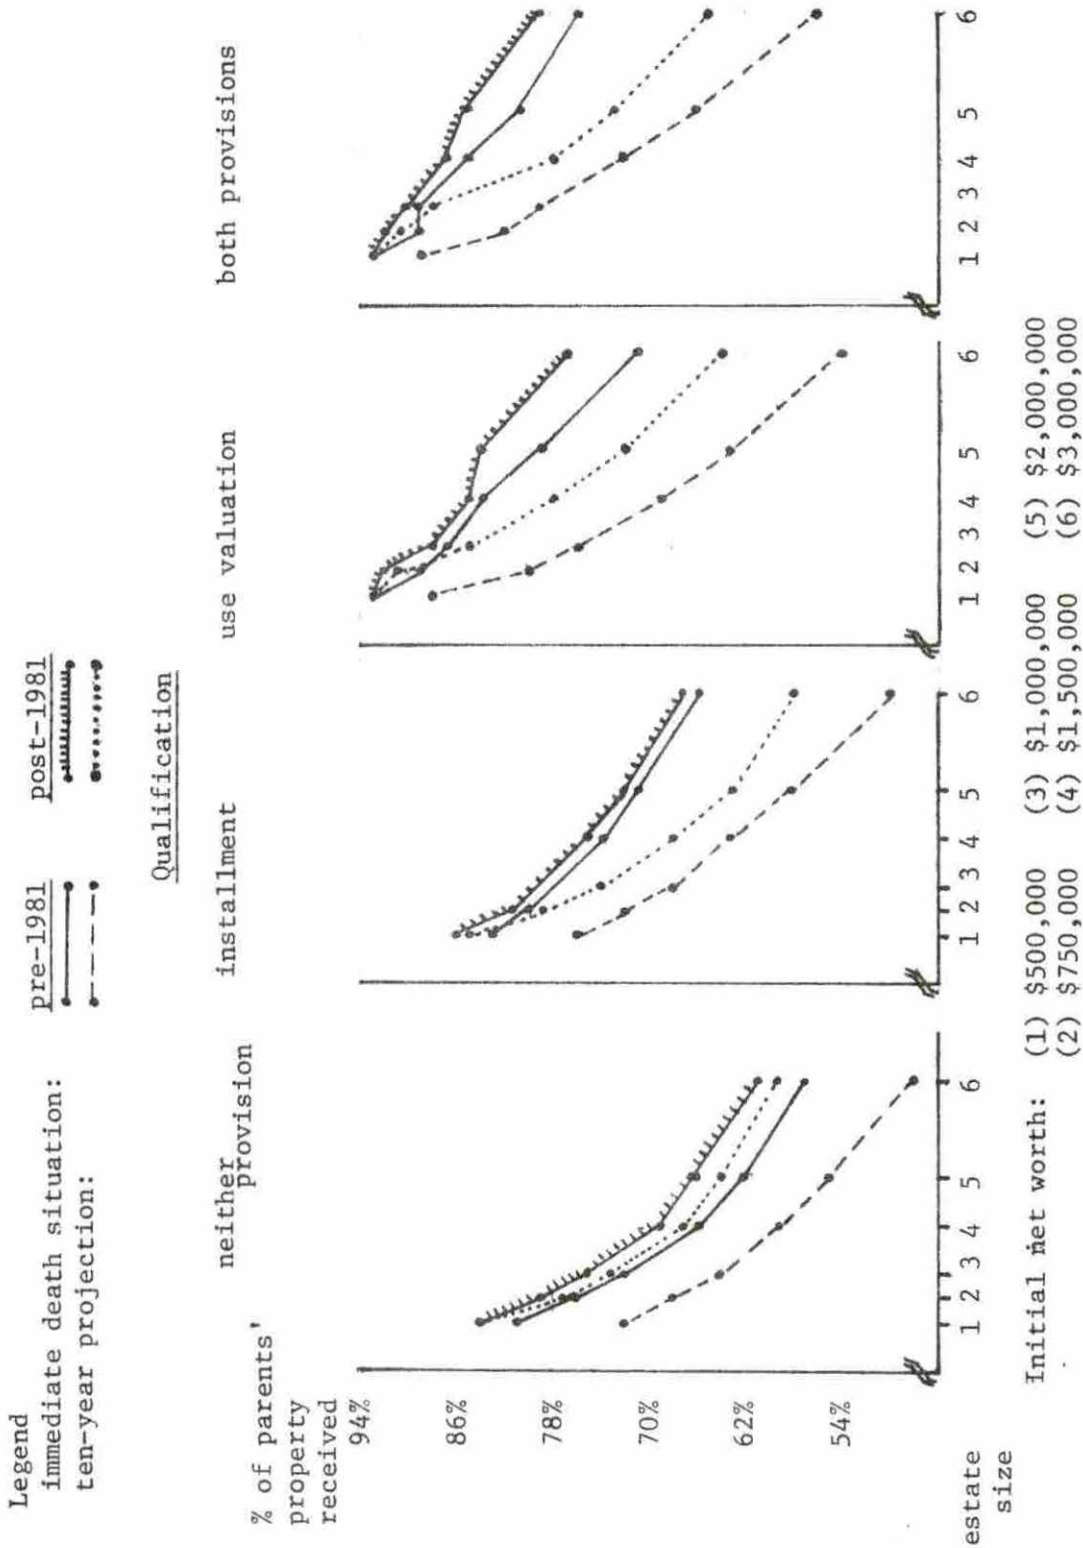 Legend
pre-1981 post-1981
immediate death situation:
ten-year projection:
Qualification
neither provision installment use valuation both provisions
% of parents'
property
received
94%
86%
78%
70%
62%
54%
estate
size
1 2 3 4 5 6 1 2 3 4 5 6 1 2 3 4 5 6 1 2 3 4 5 6
Initial net worth: (1) $500,000 (3) $1,000,000 (5) $2,000,000
(2) $750,000 (4) $1,500,000 (6) $3,000,000